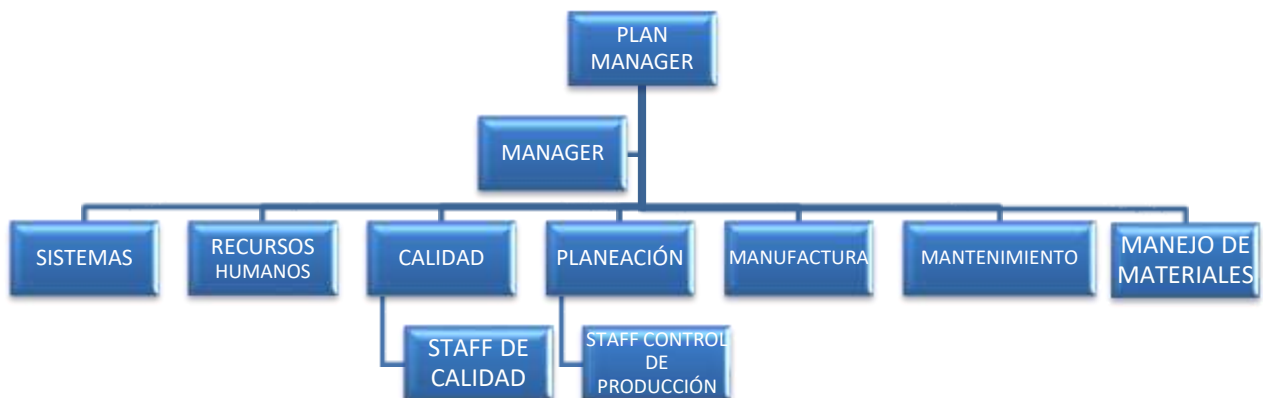 PLAN
MANAGER
MANAGER
SISTEMAS
RECURSOS
HUMANOS
CALIDAD
PLANEACIÓN
MANUFACTURA
MANTENIMIENTO
MANEJO DE
MATERIALES
STAFF DE
CALIDAD
STAFF CONTROL
DE
PRODUCCIÓN